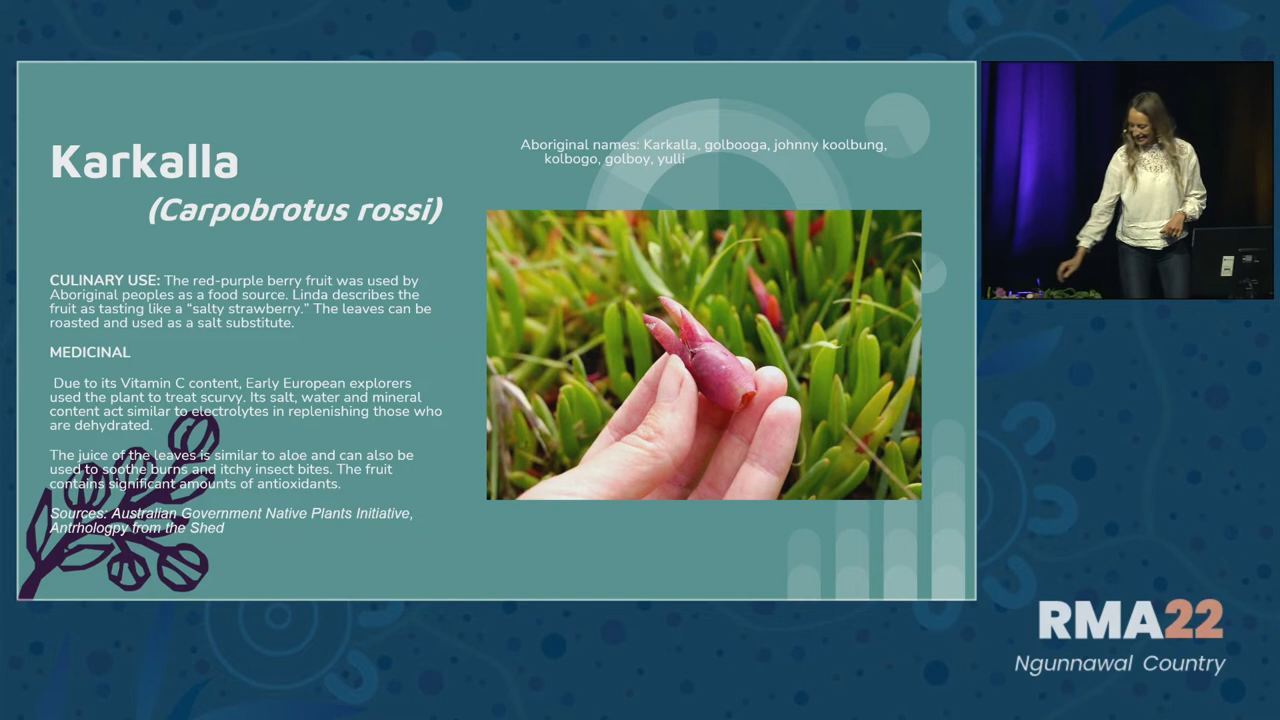 Karkalla
(Carpobrotus rossi)
Aboriginal names: Karkalla, golbooga, johnny koolbung,
kolbogo, golboy, yulli
CULINARY USE: The red-purple berry fruit was used by
Aboriginal peoples as a food source. Linda describes the
fruit as tasting like a “salty strawberry.” The leaves can be
roasted and used as a salt substitute.
MEDICINAL
Due to its Vitamin C content, Early European explorers
used the plant to treat scurvy. Its salt, water and mineral
content act similar to electrolytes in replenishing those who
are dehydrated.
The juice of the leaves is similar to aloe and can also be
used to soothe burns and itchy insect bites. The fruit
contains significant amounts of antioxidants.
Sources: Australian Government Native Plants Initiative,
Antrhologpy from the Shed
RMA22
Ngunnawal Country